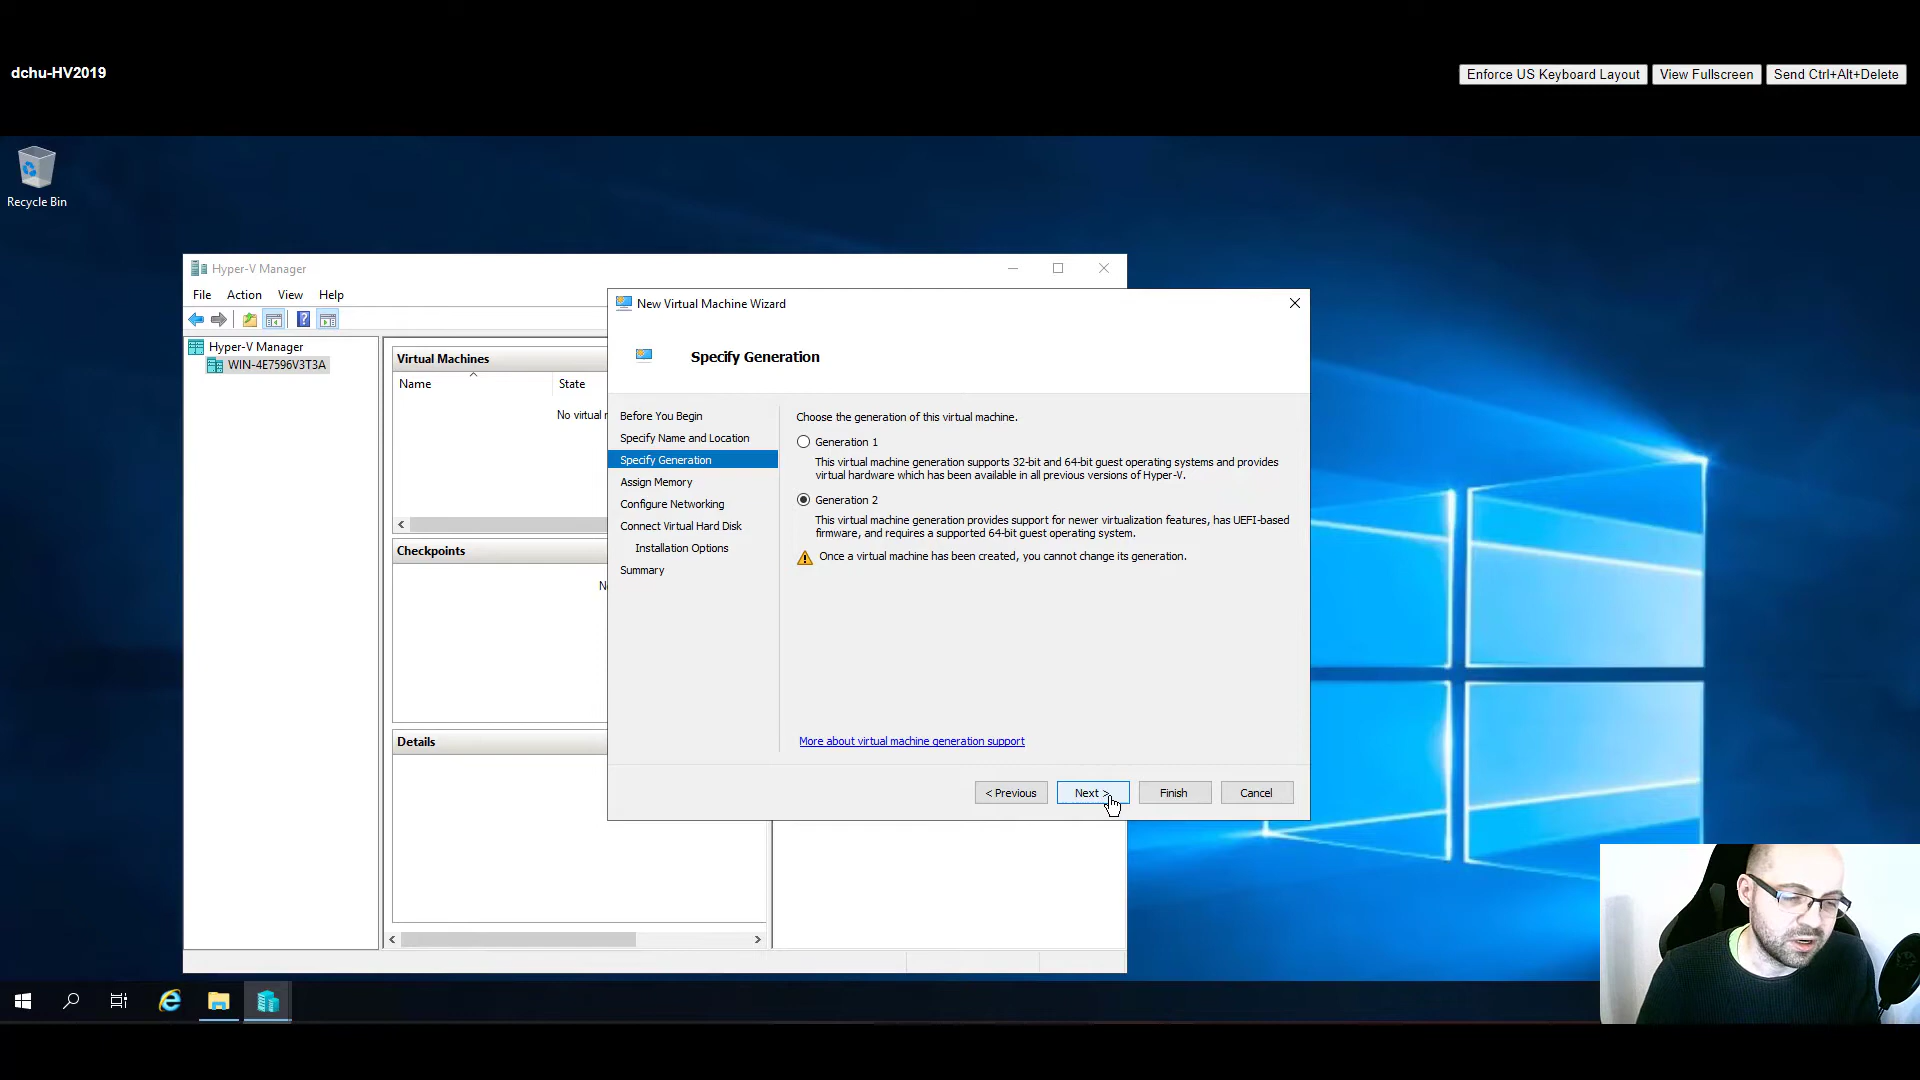 dchu-HV2019
Enforce US Keyboard Layout
View Fullscreen
Send Ctrl+Alt+Delete
Recycle Bin
Hyper-V Manager
File Action View Help
Hyper-V Manager
WIN-4E7596V3T3A
Virtual Machines
Name State
No virtual
Checkpoints
Details
New Virtual Machine Wizard
Specify Generation
Before You Begin
Specify Name and Location
Specify Generation
Assign Memory
Configure Networking
Connect Virtual Hard Disk
Installation Options
Summary
Choose the generation of this virtual machine.
Generation 1
This virtual machine generation supports 32-bit and 64-bit guest operating systems and provides
virtual hardware which has been available in all previous versions of Hyper-V.
Generation 2
This virtual machine generation provides support for newer virtualization features, has UEFI-based
firmware, and requires a supported 64-bit guest operating system.
Once a virtual machine has been created, you cannot change its generation.
More about virtual machine generation support
< Previous
Next >
Finish
Cancel